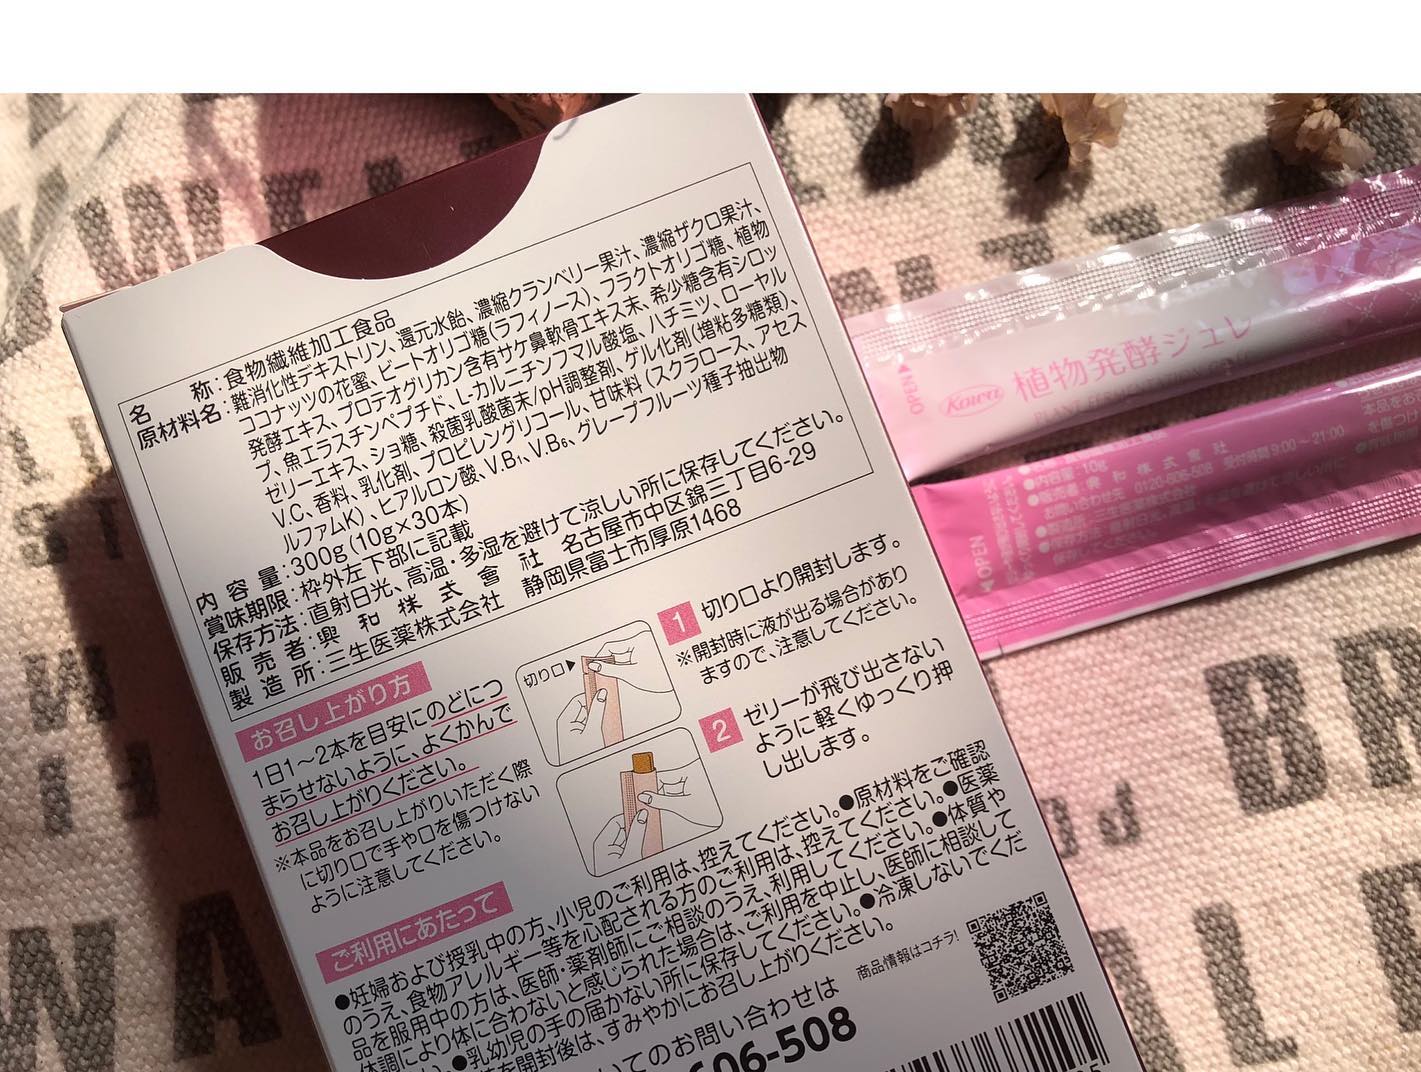 名称：食物繊維加工食品
原材料名：難消化性デキストリン、還元水飴、濃縮クランベリー果汁、濃縮ザクロ果汁、
ココナッツの花蜜、ビートオリゴ糖(ラフィノース)、フラクトオリゴ糖、植物
発酵エキス、プロテオグリカン含有サケ鼻軟骨エキス末、希少糖含有シロッ
プ、魚エラスチンペプチド、L-カルニチンフマル酸塩、ハチミツ、ローヤル
ゼリーエキス、ショ糖、殺菌乳酸菌末/pH調整剤、ゲル化剤(増粘多糖類)、
V.C、香料、乳化剤、プロピレングリコール、甘味料(スクラロース、アセス
ルファムK)、ヒアルロン酸、V.B₁、V.B₆、グレープフルーツ種子抽出物
内容量：300g(10g×30本)
賞味期限：枠外左下部に記載
保存方法：直射日光、高温・多湿を避けて涼しい所に保存してください。
販売者：興和株式會社 名古屋市中区錦三丁目6-29
製造所：三生医薬株式会社 静岡県富士市厚原1468
お召し上がり方
1日1～2本を目安にのどにつ
まらせないように、よくかんで
お召し上がりください。
※本品をお召し上がりいただく際
に切り口で手や口を傷つけない
ように注意してください。
切り口▶
1 切り口より開封します。
※開封時に液が出る場合があり
ますので、注意してください。
2 ゼリーが飛び出さない
ように軽くゆっくり押
し出します。
ご利用にあたって
●妊婦および授乳中の方、小児のご利用は、控えてください。●原材料をご確認
のうえ、食物アレルギー等を心配される方のご利用は、控えてください。●医薬
品を服用中の方は、医師・薬剤師にご相談のうえ、利用してください。●体質や
体調により体に合わないと感じられた場合は、ご利用を中止し、医師に相談して
い。●乳幼児の手の届かない所に保存してください。●冷凍しないでくだ
を開封後は、すみやかにお召し上がりください。
いてのお問い合わせは
606-508
商品情報はコチラ!
OPEN
Kowa 植物発酵ジュレ
OPEN
●内容量：10g
●販売者 興和株式会社
お問い合わせ先 0120-606-508 受付時間9:00～21:00